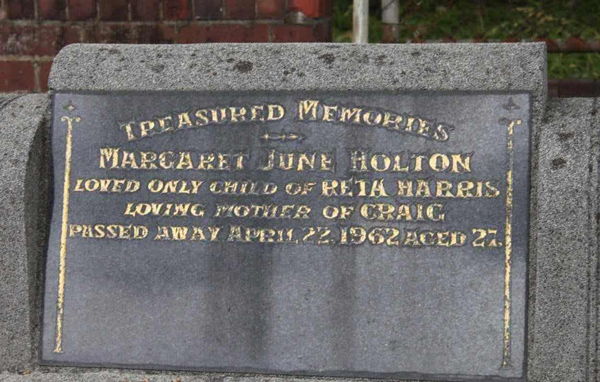 TREASURED MEMORIES
MARGARET JUNE HOLTON
LOVED ONLY CHILD OF RETA HARRIS
LOVING MOTHER OF CRAIG
PASSED AWAY APRIL, 22, 1962 AGED 27.